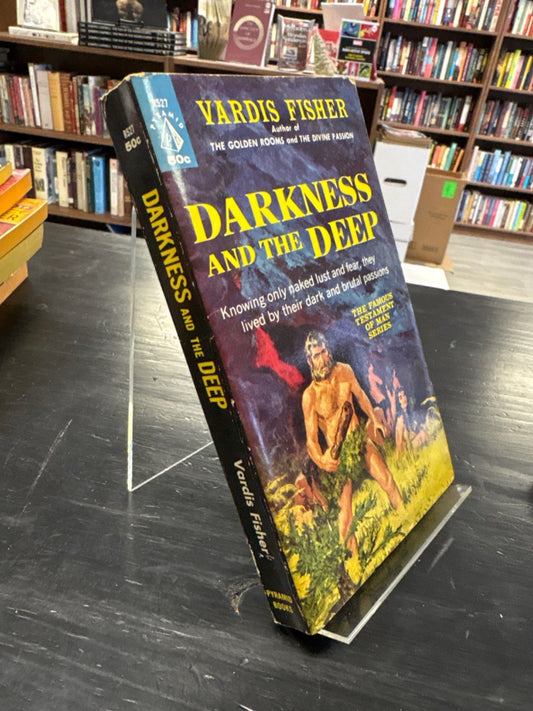 R527
PYRAMID
50c
VARDIS FISHER
Author of
THE GOLDEN ROOMS and THE DIVINE PASSION
DARKNESS
AND THE DEEP
Knowing only naked lust and fear, they
lived by their dark and brutal passions
THE FAMOUS
TESTAMENT
OF MAN
SERIES
R527
50c
DARKNESS AND THE DEEP
Vardis Fisher
PYRAMID
BOOKS